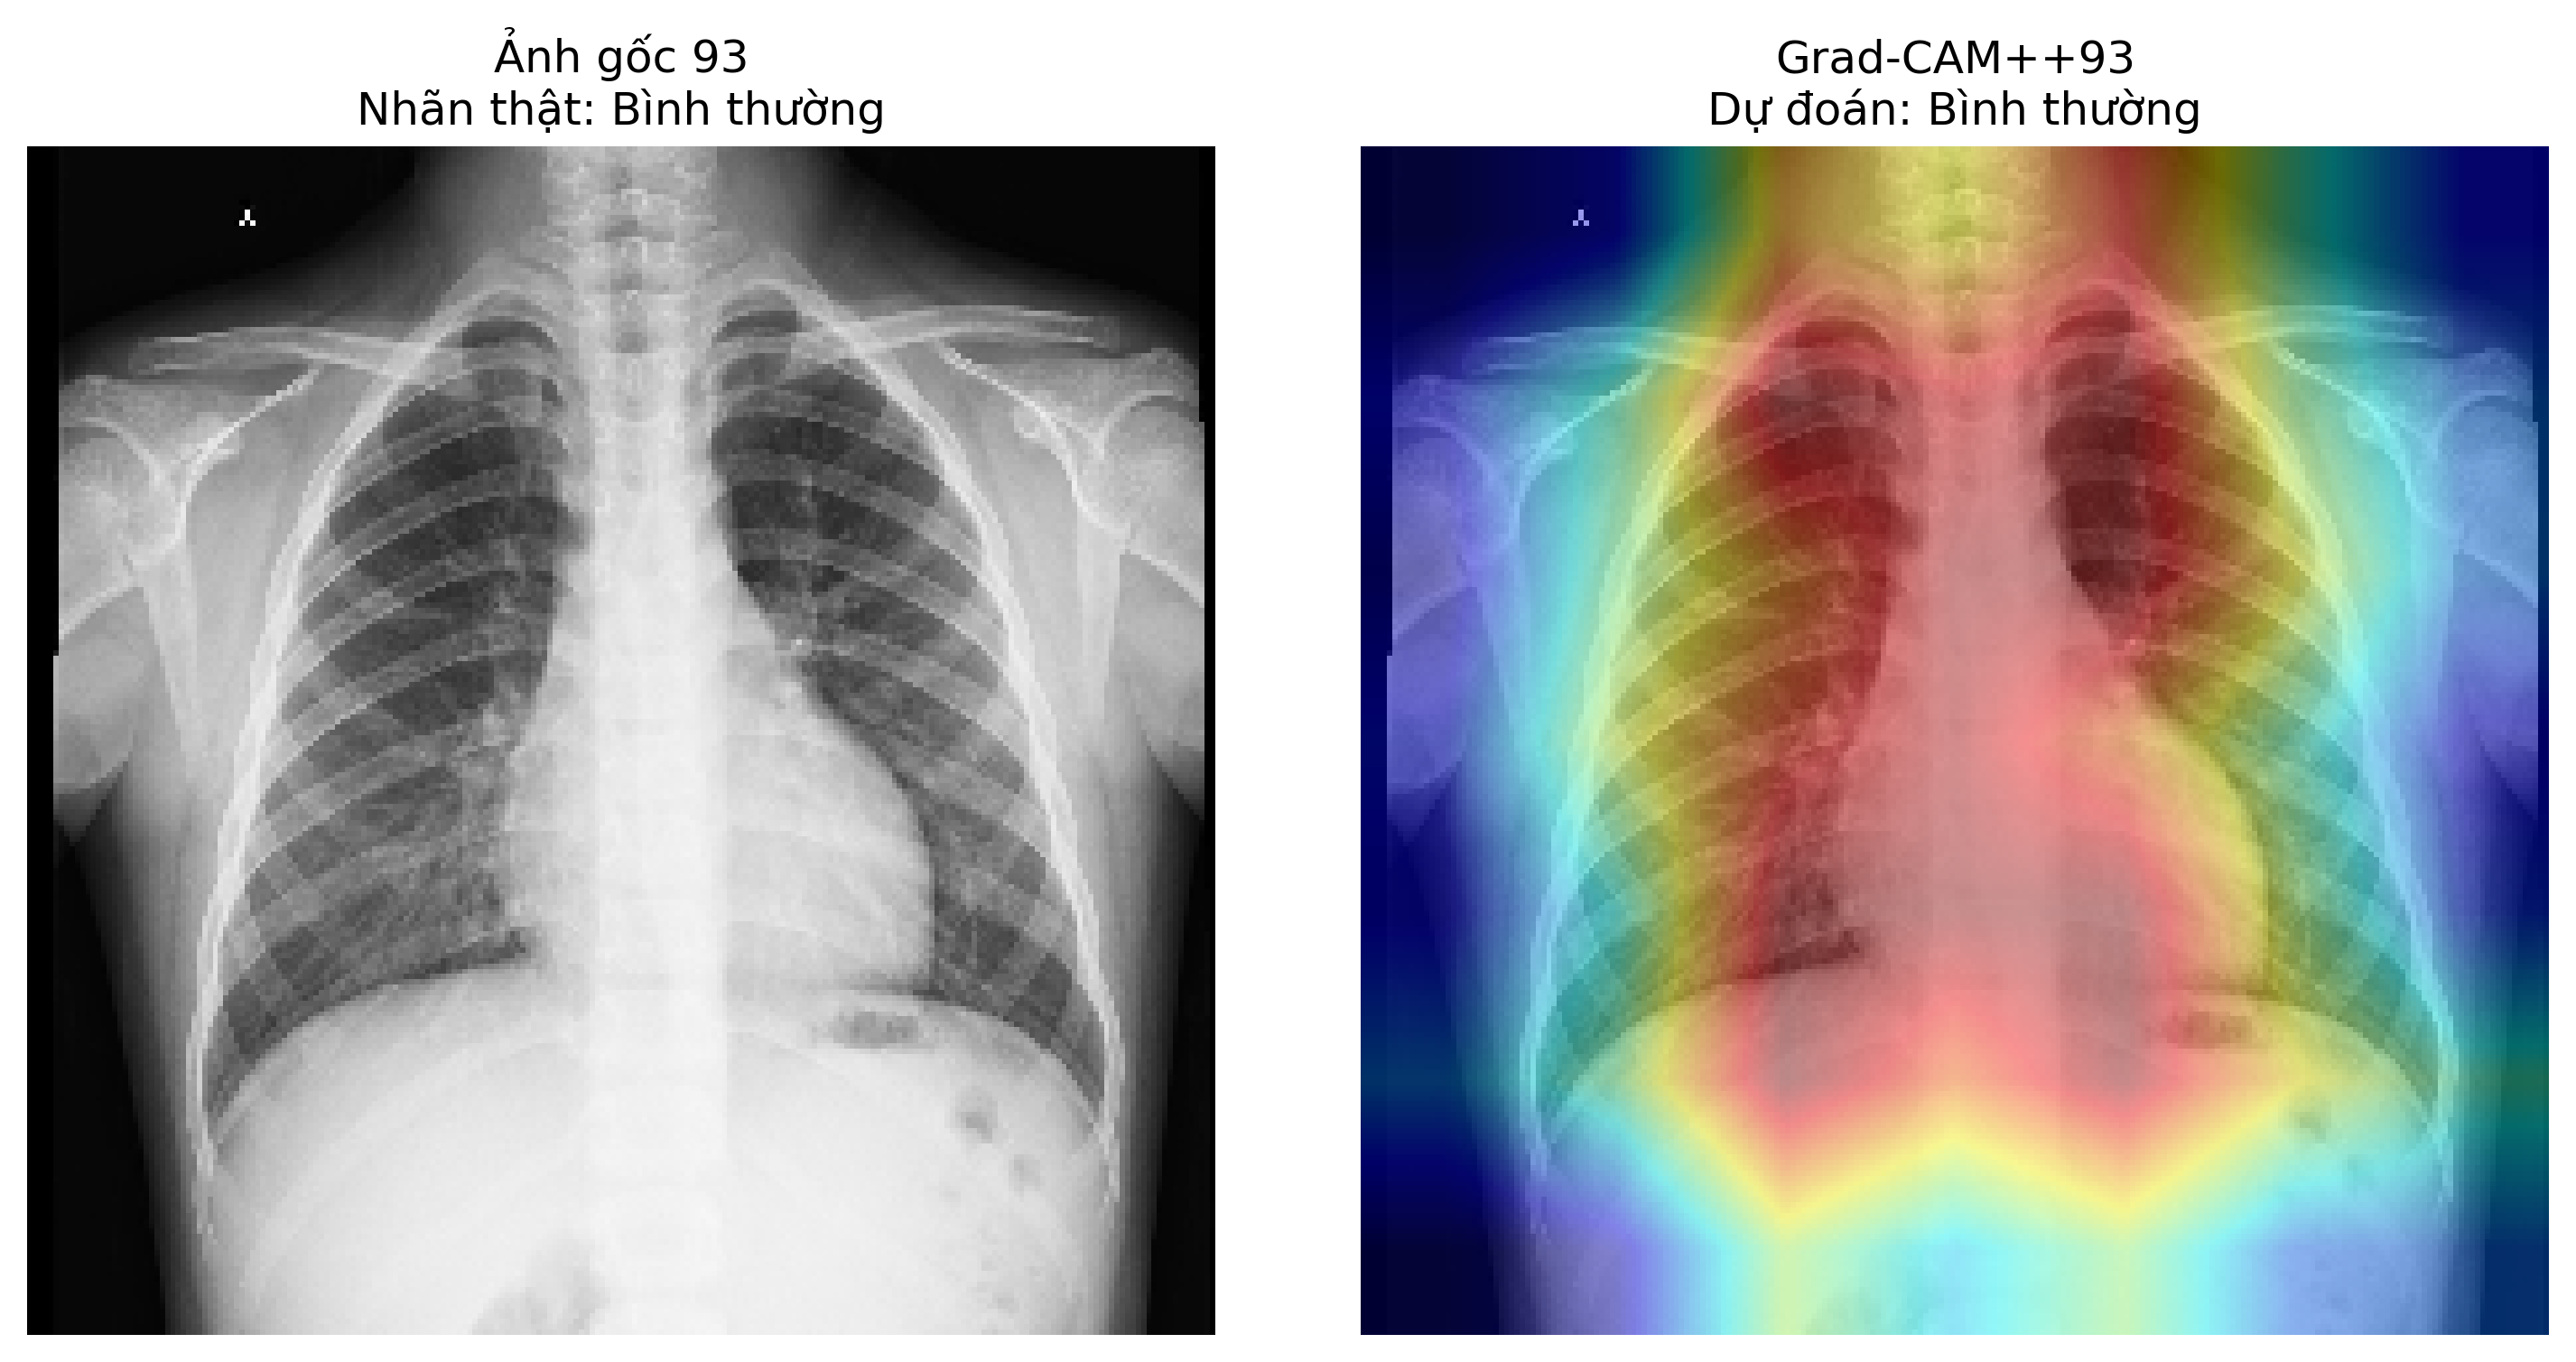 Ảnh gốc 93
Nhãn thật: Bình thường
Grad-CAM++93
Dự đoán: Bình thường